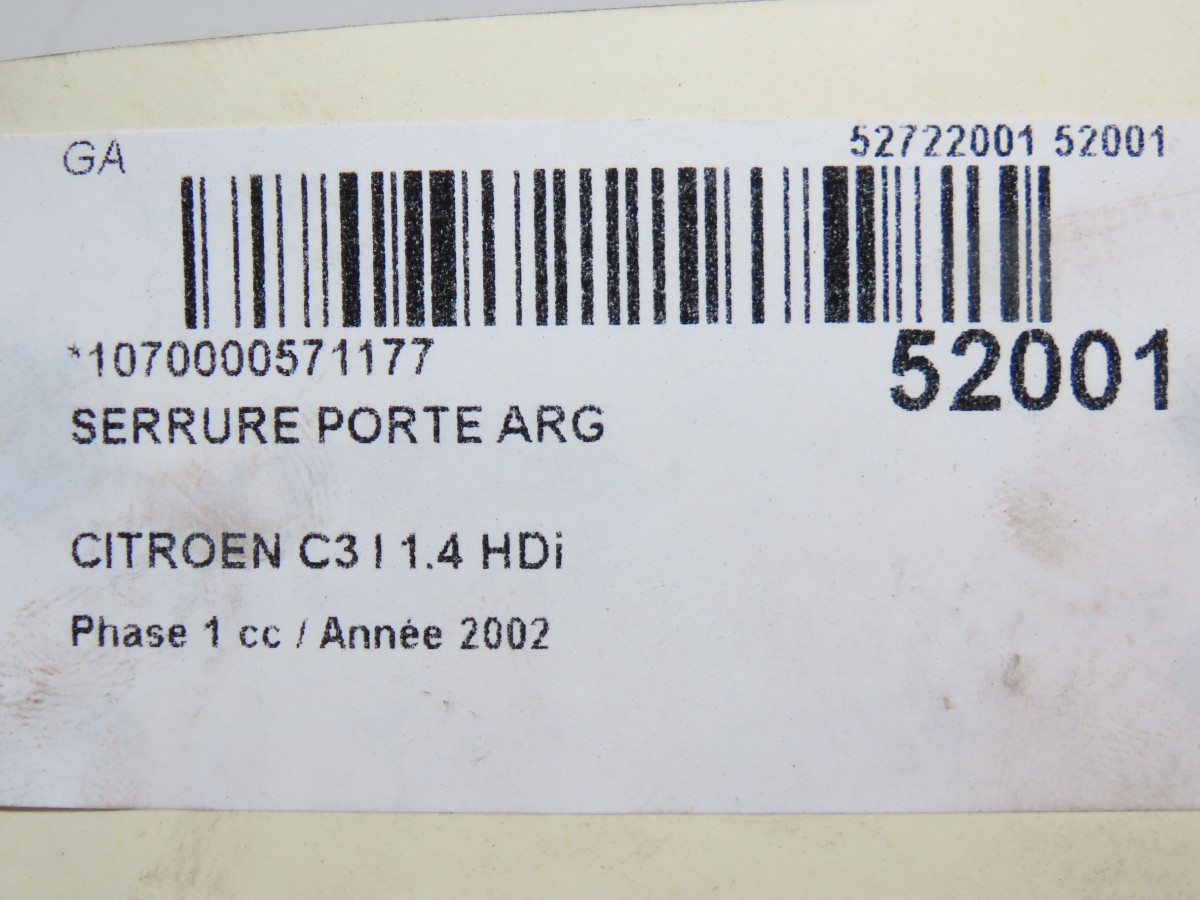 GA
52722001 52001
*1070000571177
52001
SERRURE PORTE ARG
CITROEN C3 I 1.4 HDi
Phase 1 cc / Année 2002